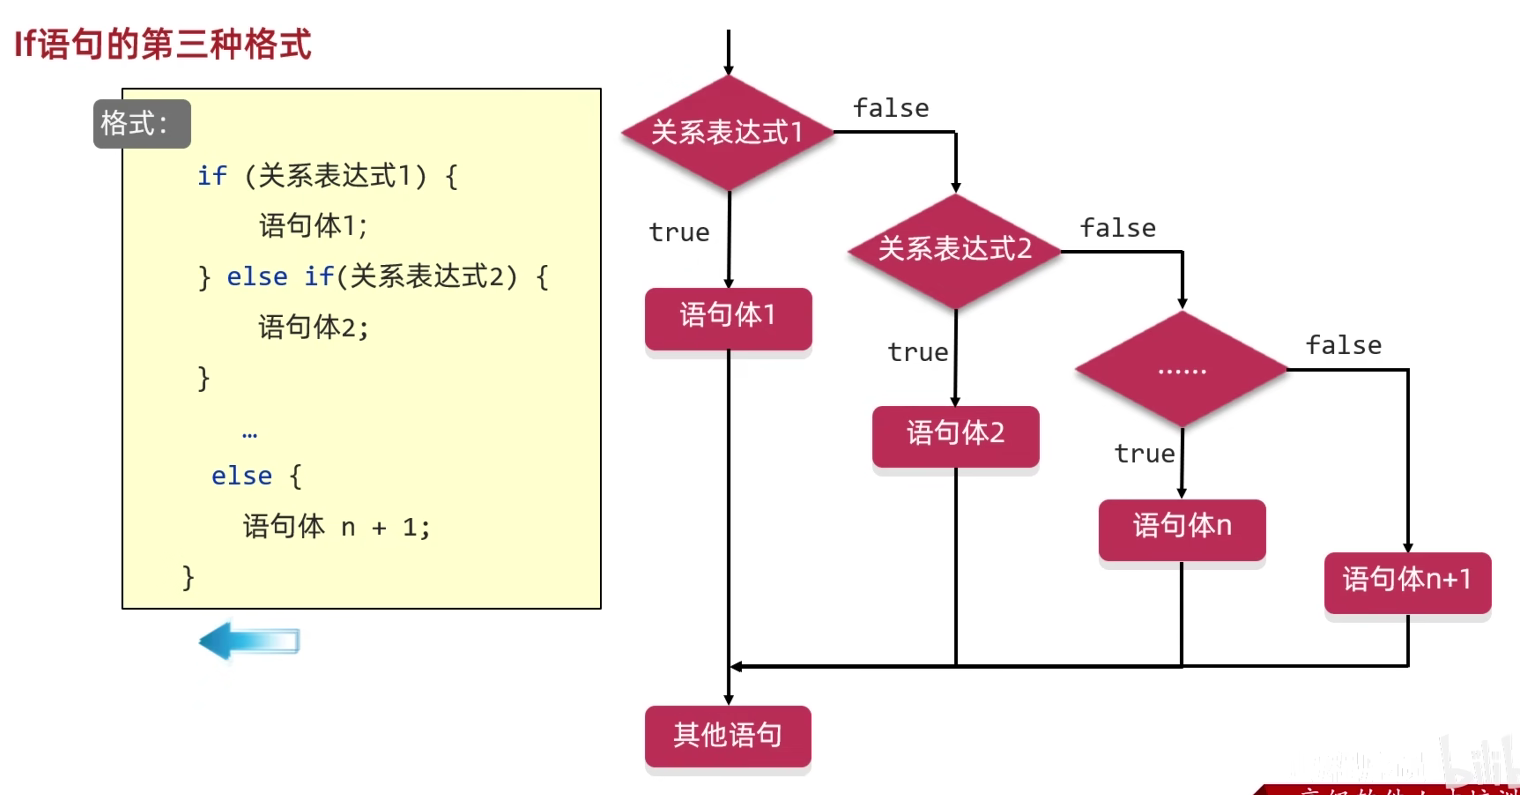 If语句的第三种格式
格式：
if (关系表达式1) {
语句体1;
} else if(关系表达式2) {
语句体2;
}
…
else {
语句体 n + 1;
}
关系表达式1
false
true
语句体1
关系表达式2
false
true
语句体2
......
false
true
语句体n
语句体n+1
其他语句